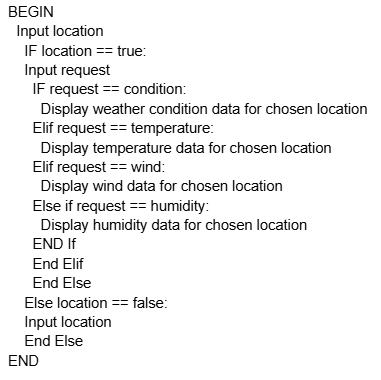 BEGIN
Input location
IF location == true:
Input request
IF request == condition:
Display weather condition data for chosen location
Elif request == temperature:
Display temperature data for chosen location
Elif request == wind:
Display wind data for chosen location
Else if request == humidity:
Display humidity data for chosen location
END If
End Elif
End Else
Else location == false:
Input location
End Else
END